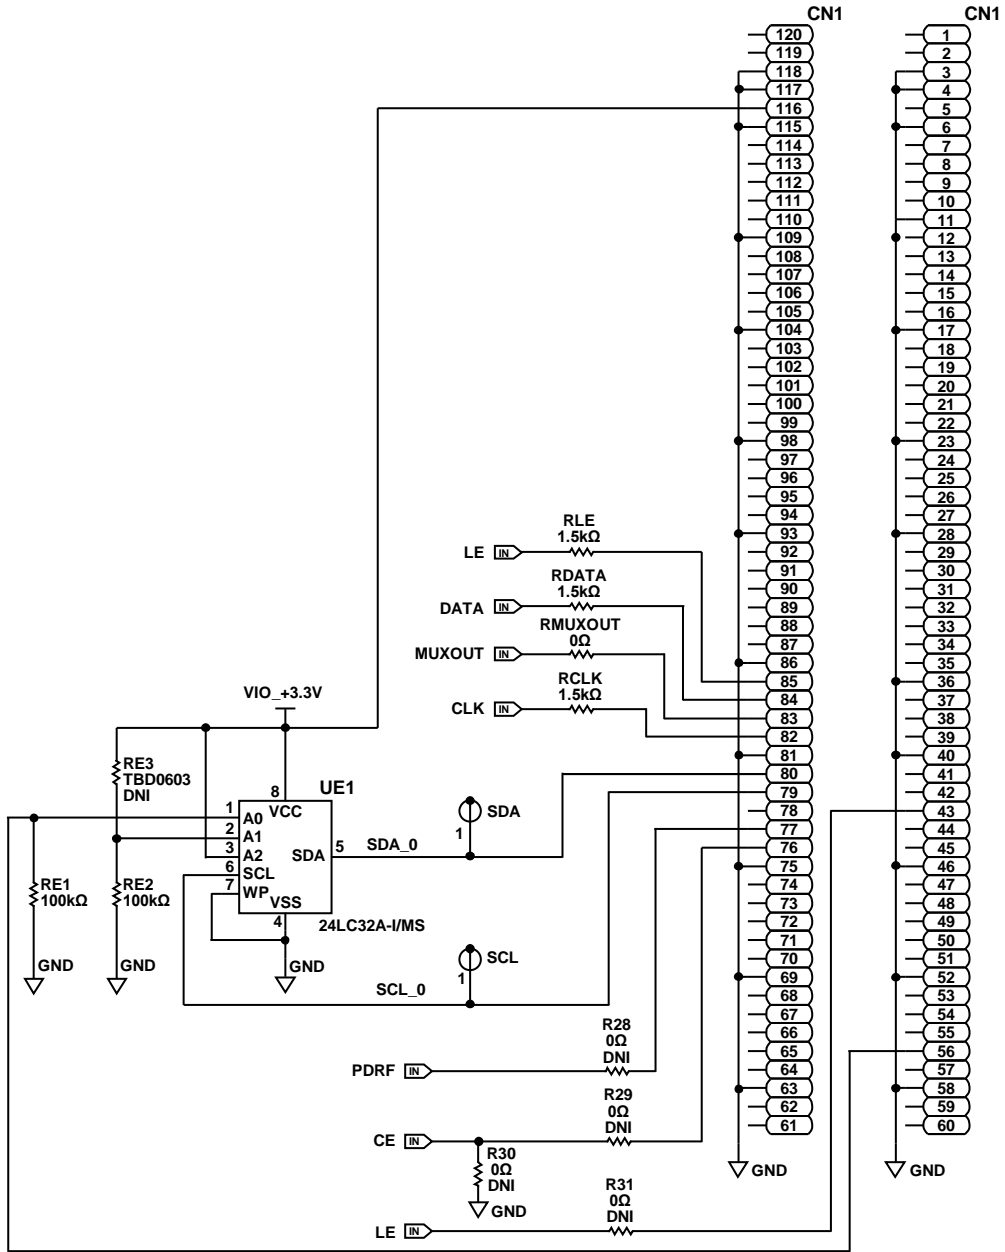 CN1
120
119
118
117
116
115
114
113
112
111
110
109
108
107
106
105
104
103
102
101
100
99
98
97
96
95
94
93
92
91
90
89
88
87
86
85
84
83
82
81
80
79
78
77
76
75
74
73
72
71
70
69
68
67
66
65
64
63
62
61
GND
CN1
1
2
3
4
5
6
7
8
9
10
11
12
13
14
15
16
17
18
19
20
21
22
23
24
25
26
27
28
29
30
31
32
33
34
35
36
37
38
39
40
41
42
43
44
45
46
47
48
49
50
51
52
53
54
55
56
57
58
59
60
GND
LE IN
RLE
1.5kΩ
DATA IN
RDATA
1.5kΩ
MUXOUT IN
RMUXOUT
0Ω
CLK IN
RCLK
1.5kΩ
VIO_+3.3V
RE3
TBD0603
DNI
UE1
8
VCC
1 A0
2 A1
3 A2
6 SCL
7 WP
VSS
4
SDA 5
24LC32A-I/MS
SDA_0
SDA
1
RE1
100kΩ
RE2
100kΩ
GND
GND
GND
SCL_0
SCL
1
PDRF IN
R28
0Ω
DNI
CE IN
R29
0Ω
DNI
R30
0Ω
DNI
GND
LE IN
R31
0Ω
DNI